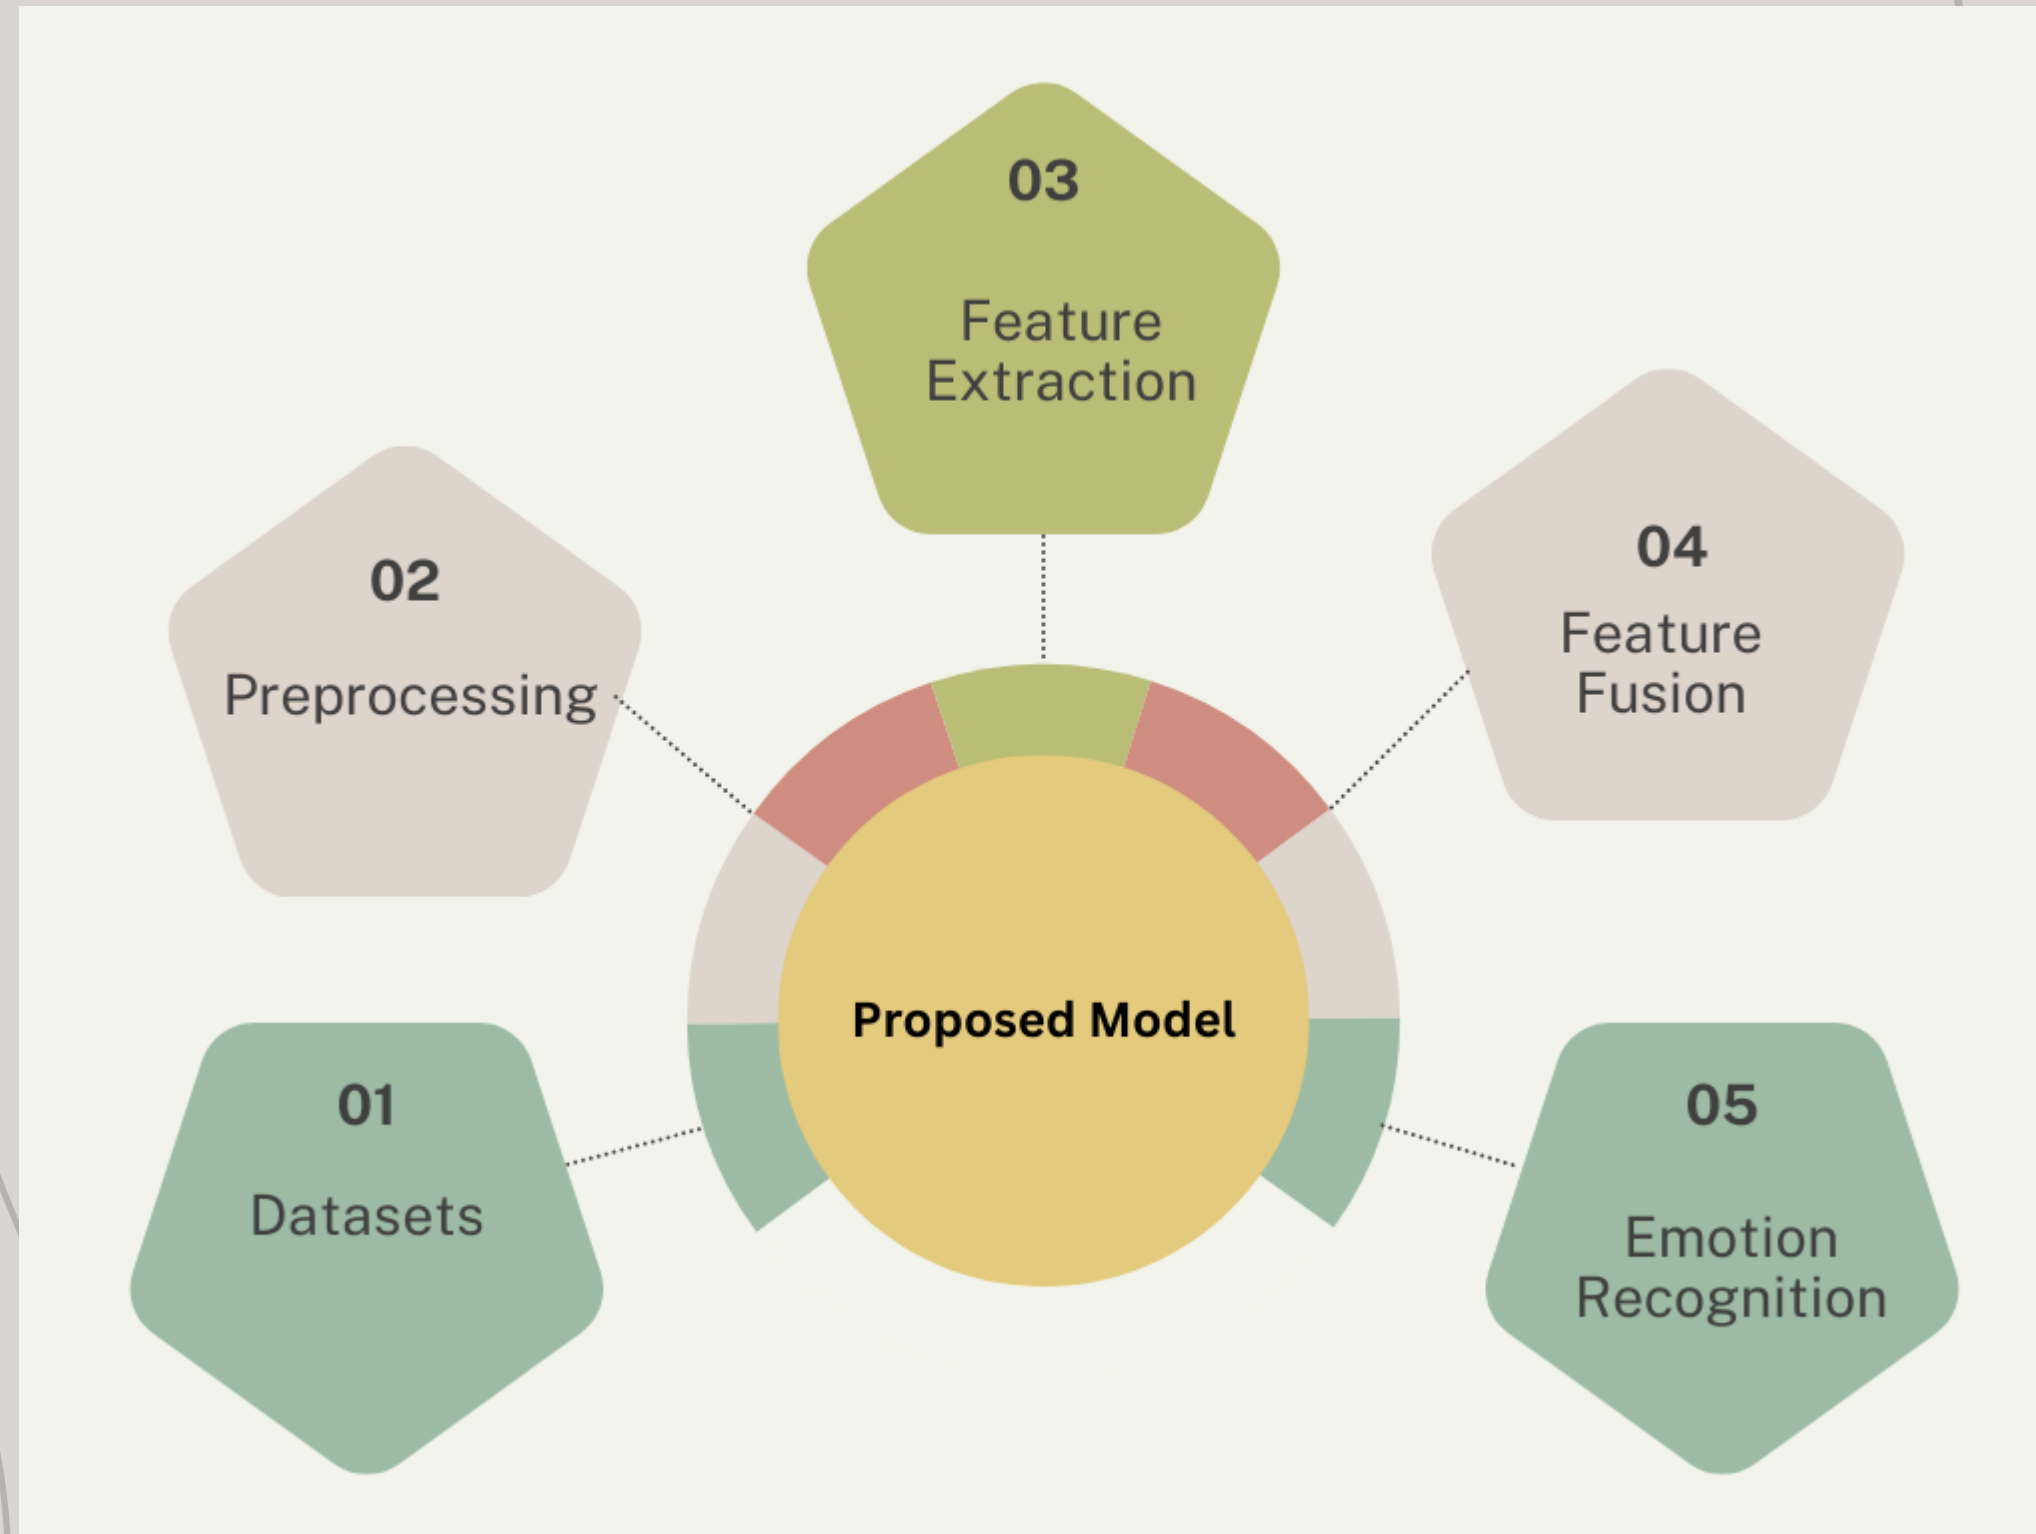 03
Feature
Extraction
02
Preprocessing
04
Feature
Fusion
Proposed Model
01
Datasets
05
Emotion
Recognition